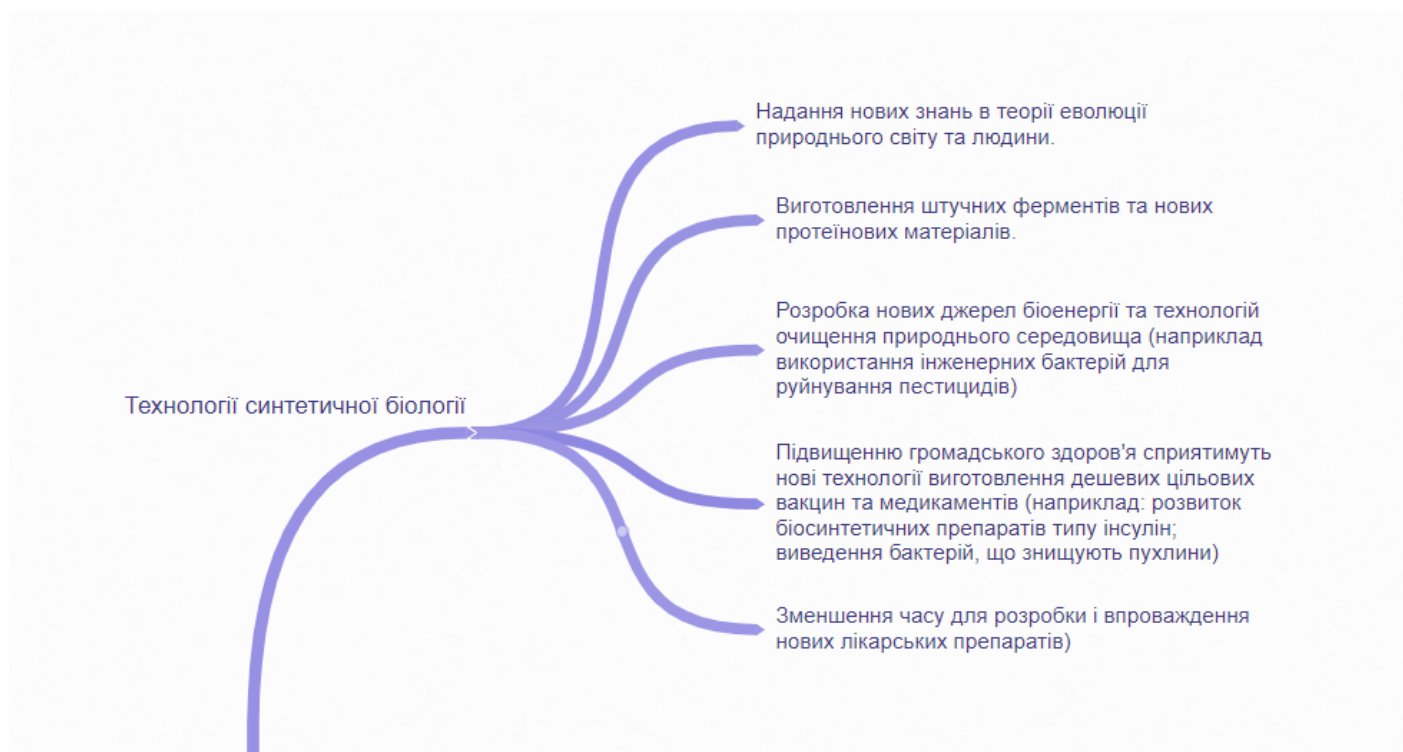 Надання нових знань в теорії еволюції
природнього світу та людини.
Виготовлення штучних ферментів та нових
протеїнових матеріалів.
Розробка нових джерел біоенергії та технологій
очищення природнього середовища (наприклад
використання інженерних бактерій для
руйнування пестицидів)
Технології синтетичної біології
Підвищенню громадського здоров'я сприятимуть
нові технології виготовлення дешевих цільових
вакцин та медикаментів (наприклад: розвиток
біосинтетичних препаратів типу інсулін;
виведення бактерій, що знищують пухлини)
Зменшення часу для розробки і впроваждення
нових лікарських препаратів)